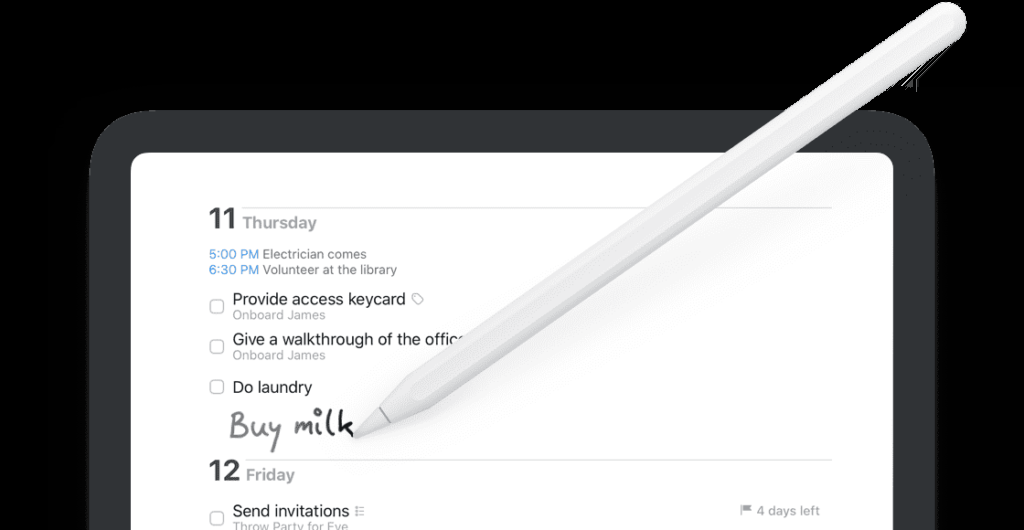 11 Thursday
5:00 PM Electrician comes
6:30 PM Volunteer at the library
Provide access keycard
Onboard James
Give a walkthrough of the office
Onboard James
Do laundry
Buy milk
12 Friday
Send invitations 4 days left
Throw Party for Eve